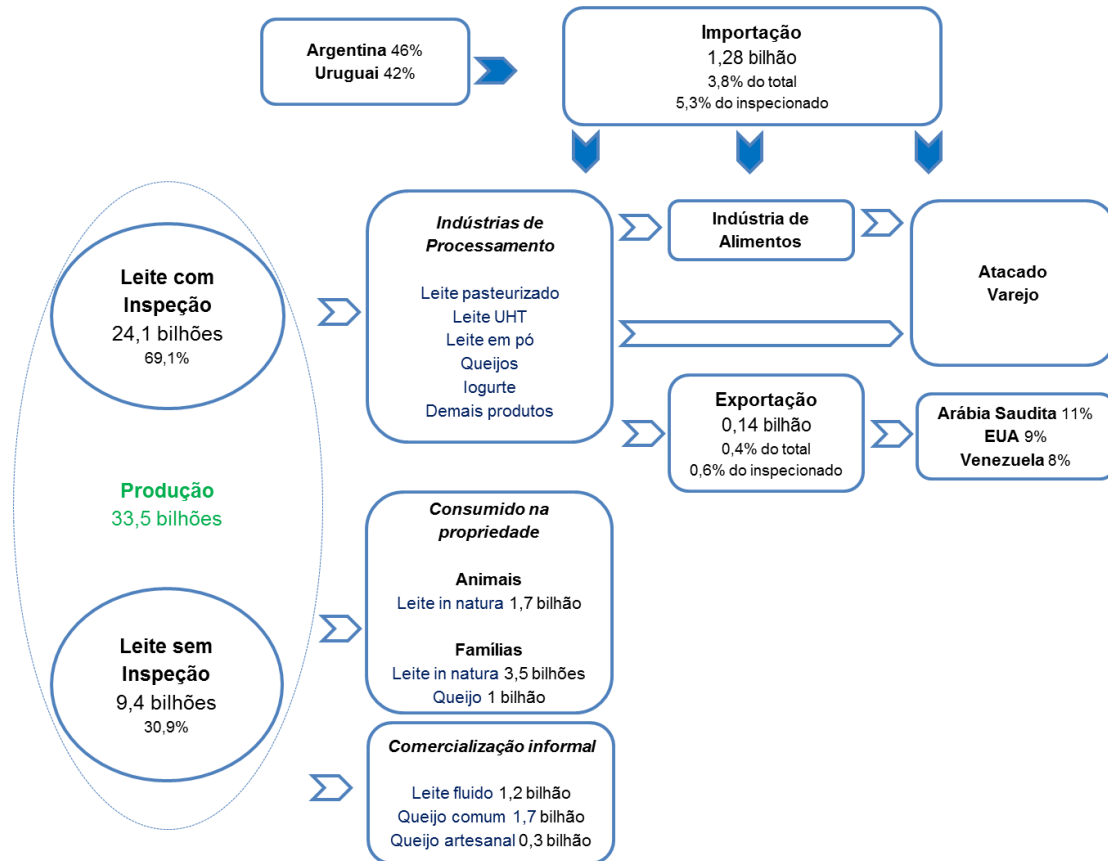 Argentina 46%
Uruguai 42%
Importação
1,28 bilhão
3,8% do total
5,3% do inspecionado
Leite com
Inspeção
24,1 bilhões
69,1%
Indústrias de
Processamento
Leite pasteurizado
Leite UHT
Leite em pó
Queijos
Iogurte
Demais produtos
Indústria de
Alimentos
Atacado
Varejo
Exportação
0,14 bilhão
0,4% do total
0,6% do inspecionado
Arábia Saudita 11%
EUA 9%
Venezuela 8%
Produção
33,5 bilhões
Leite sem
Inspeção
9,4 bilhões
30,9%
Consumido na
propriedade
Animais
Leite in natura 1,7 bilhão
Famílias
Leite in natura 3,5 bilhões
Queijo 1 bilhão
Comercialização informal
Leite fluido 1,2 bilhão
Queijo comum 1,7 bilhão
Queijo artesanal 0,3 bilhão